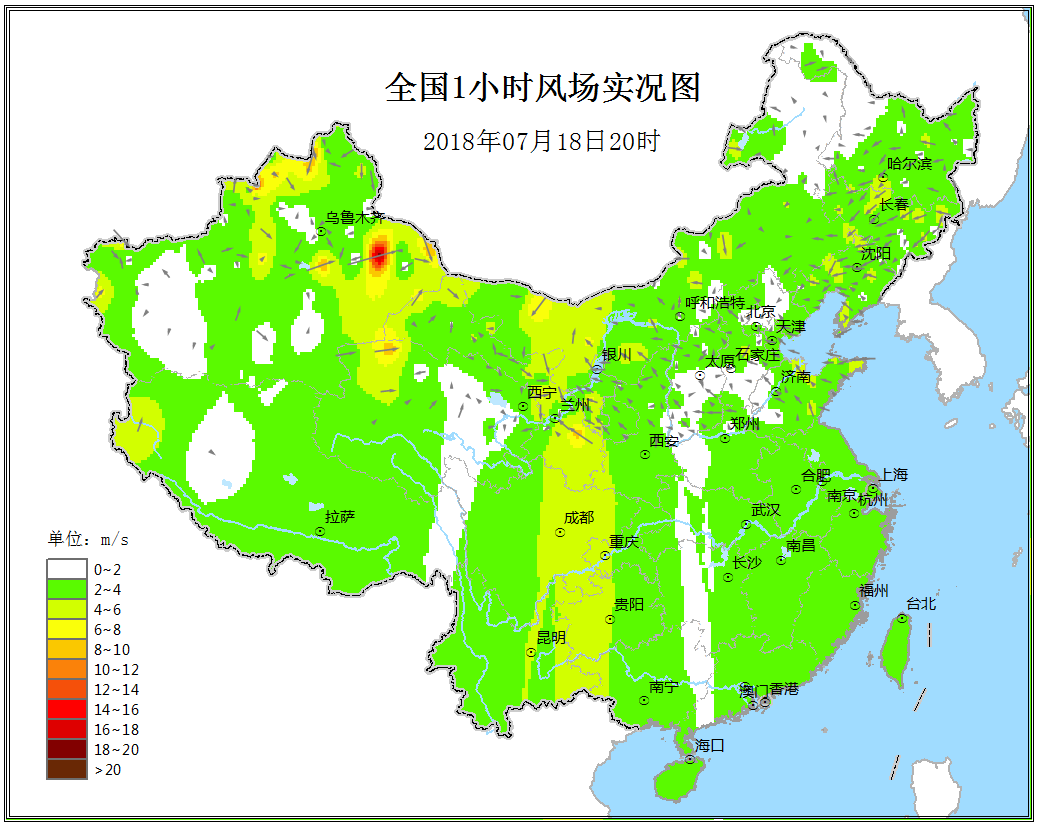 全国1小时风场实况图
2018年07月18日20时
哈尔滨
长春
乌鲁木齐
沈阳
呼和浩特
北京
天津
银川
太原
石家庄
济南
西宁
兰州
郑州
西安
合肥
上海
南京
杭州
拉萨
成都
武汉
重庆
南昌
长沙
贵阳
福州
台北
昆明
南宁
澳门
香港
海口
单位: m/s
0~2
2~4
4~6
6~8
8~10
10~12
12~14
14~16
16~18
18~20
>20